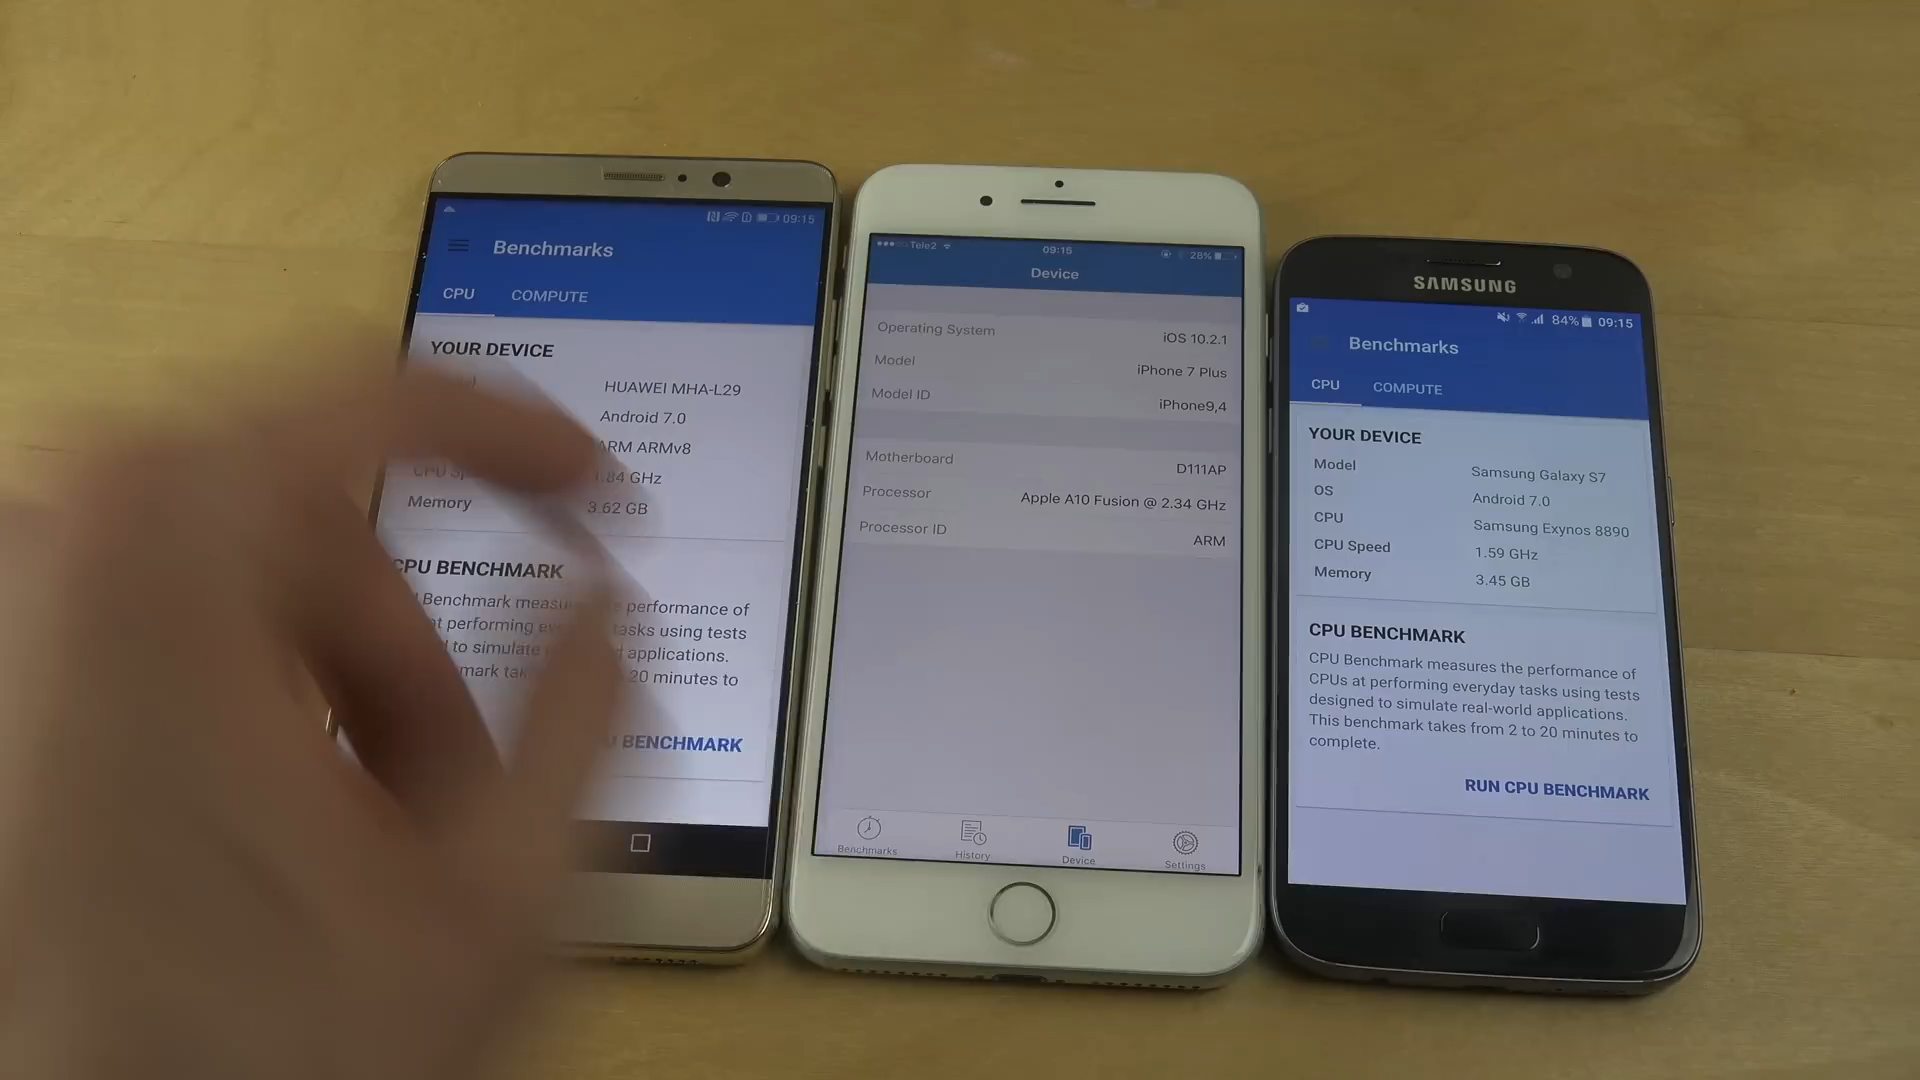 09:15
Benchmarks
CPU COMPUTE
YOUR DEVICE
HUAWEI MHA-L29
Android 7.0
ARM ARMv8
.84 GHz
Memory 3.62 GB
CPU BENCHMARK
Benchmark performance of
performing tasks using tests
to simulate applications.
20 minutes to
BENCHMARK
Tele2 09:15 28%
Device
Operating System iOS 10.2.1
Model iPhone 7 Plus
Model ID iPhone9,4
Motherboard D111AP
Processor Apple A10 Fusion @ 2.34 GHz
Processor ID ARM
Benchmarks History Device Settings
SAMSUNG
84% 09:15
Benchmarks
CPU COMPUTE
YOUR DEVICE
Model Samsung Galaxy S7
OS Android 7.0
CPU Samsung Exynos 8890
CPU Speed 1.59 GHz
Memory 3.45 GB
CPU BENCHMARK
CPU Benchmark measures the performance of
CPUs at performing everyday tasks using tests
designed to simulate real-world applications.
This benchmark takes from 2 to 20 minutes to
complete.
RUN CPU BENCHMARK